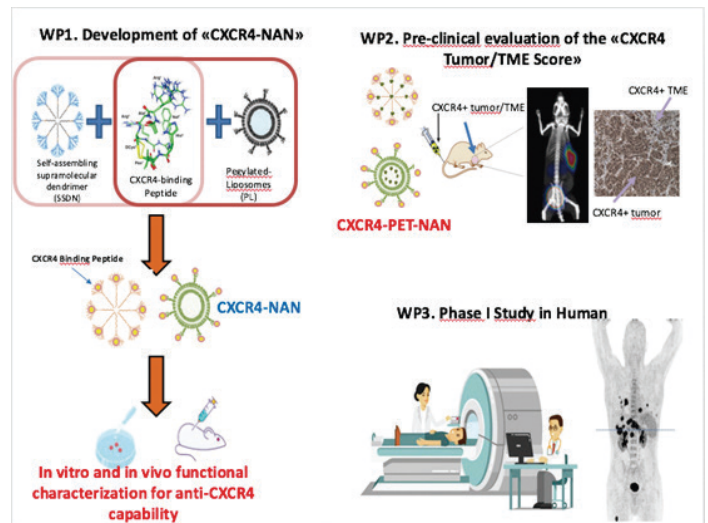 WP1. Development of «CXCR4-NAN»
Self-assembling
supramolecular
dendrimer
(SSDN)
CXCR4-binding
Peptide
Pegylated-
Liposomes
(PL)
CXCR4 Binding Peptide
CXCR4-NAN
In vitro and in vivo functional
characterization for anti-CXCR4
capability
WP2. Pre-clinical evaluation of the «CXCR4
Tumor/TME Score»
CXCR4+ tumor/TME
CXCR4+ TME
CXCR4+ tumor
CXCR4-PET-NAN
WP3. Phase I Study in Human